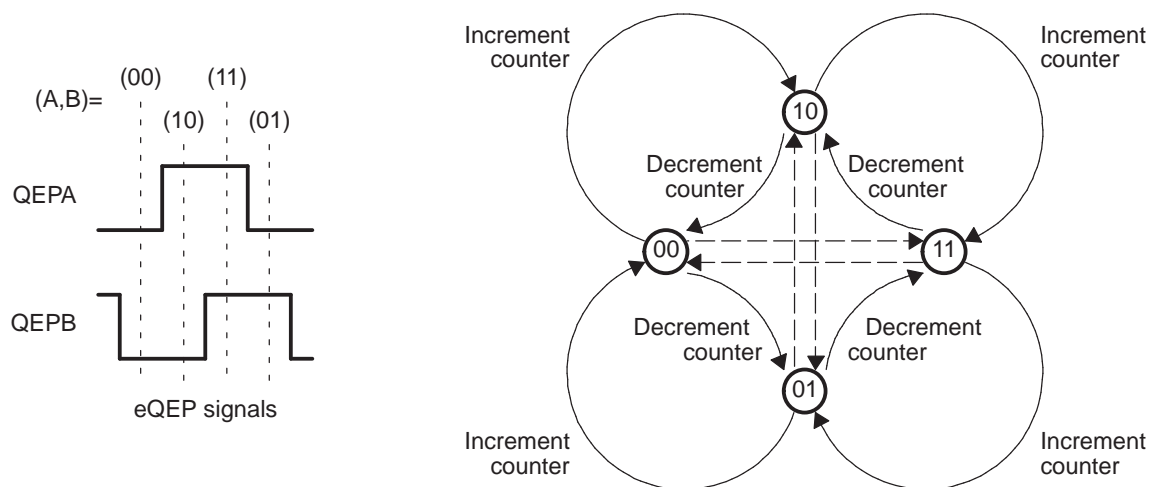 (A,B)=
(00)
(11)
(10)
(01)
QEPA
QEPB
eQEP signals
Increment
counter
Increment
counter
10
Decrement
counter
Decrement
counter
00
11
Decrement
counter
Decrement
counter
01
Increment
counter
Increment
counter